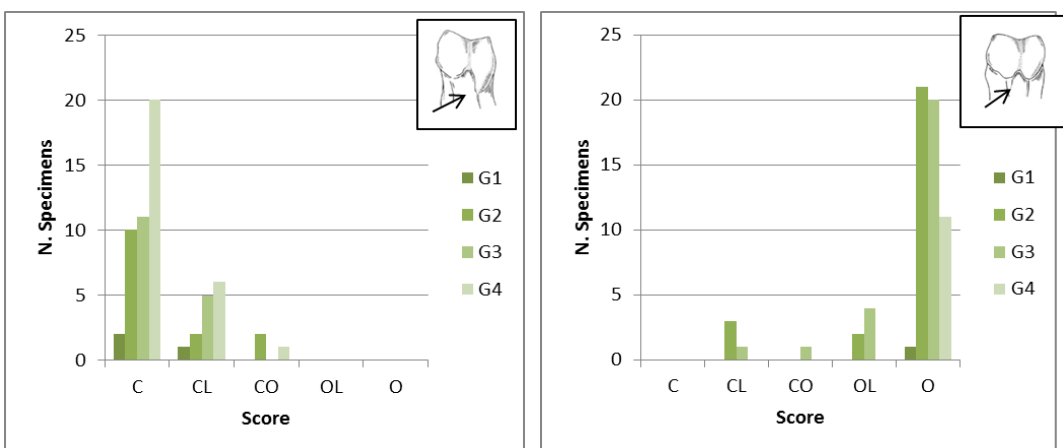 25
20
15
10
5
0
N. Specimens
C CL CO OL O
Score
G1
G2
G3
G4
25
20
15
10
5
0
N. Specimens
C CL CO OL O
Score
G1
G2
G3
G4